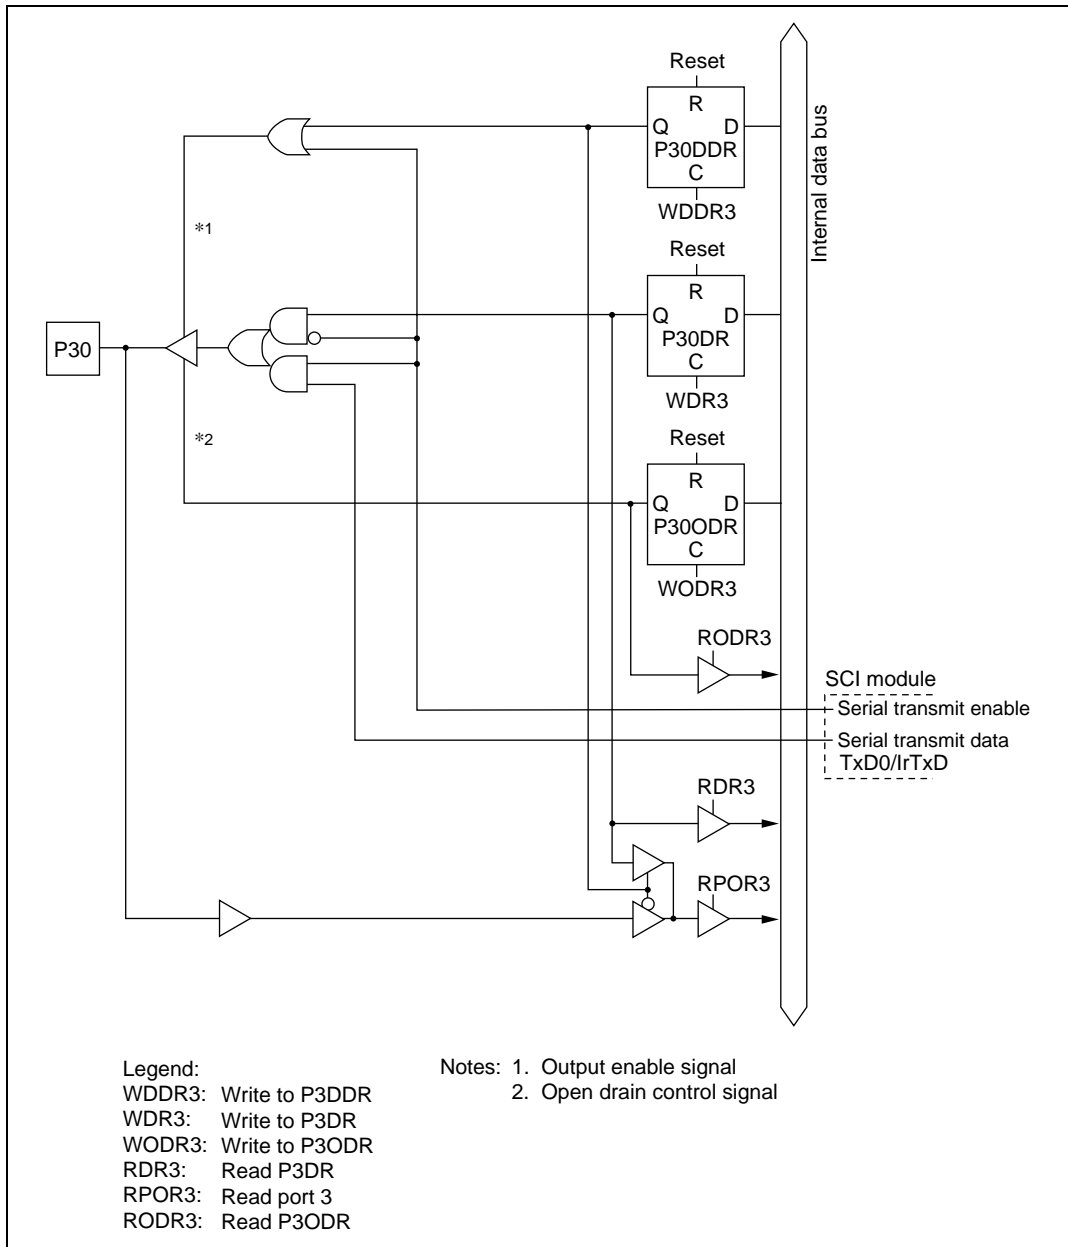 Reset
R
Q D
P30DDR
C
WDDR3
Internal data bus
*1
Reset
R
Q D
P30DR
C
WDR3
P30
*2
Reset
R
Q D
P30ODR
C
WODR3
RODR3
SCI module
Serial transmit enable
Serial transmit data
TxD0/IrTxD
RDR3
RPOR3
Legend:
WDDR3: Write to P3DDR
WDR3: Write to P3DR
WODR3: Write to P3ODR
RDR3: Read P3DR
RPOR3: Read port 3
RODR3: Read P3ODR
Notes: 1. Output enable signal
2. Open drain control signal